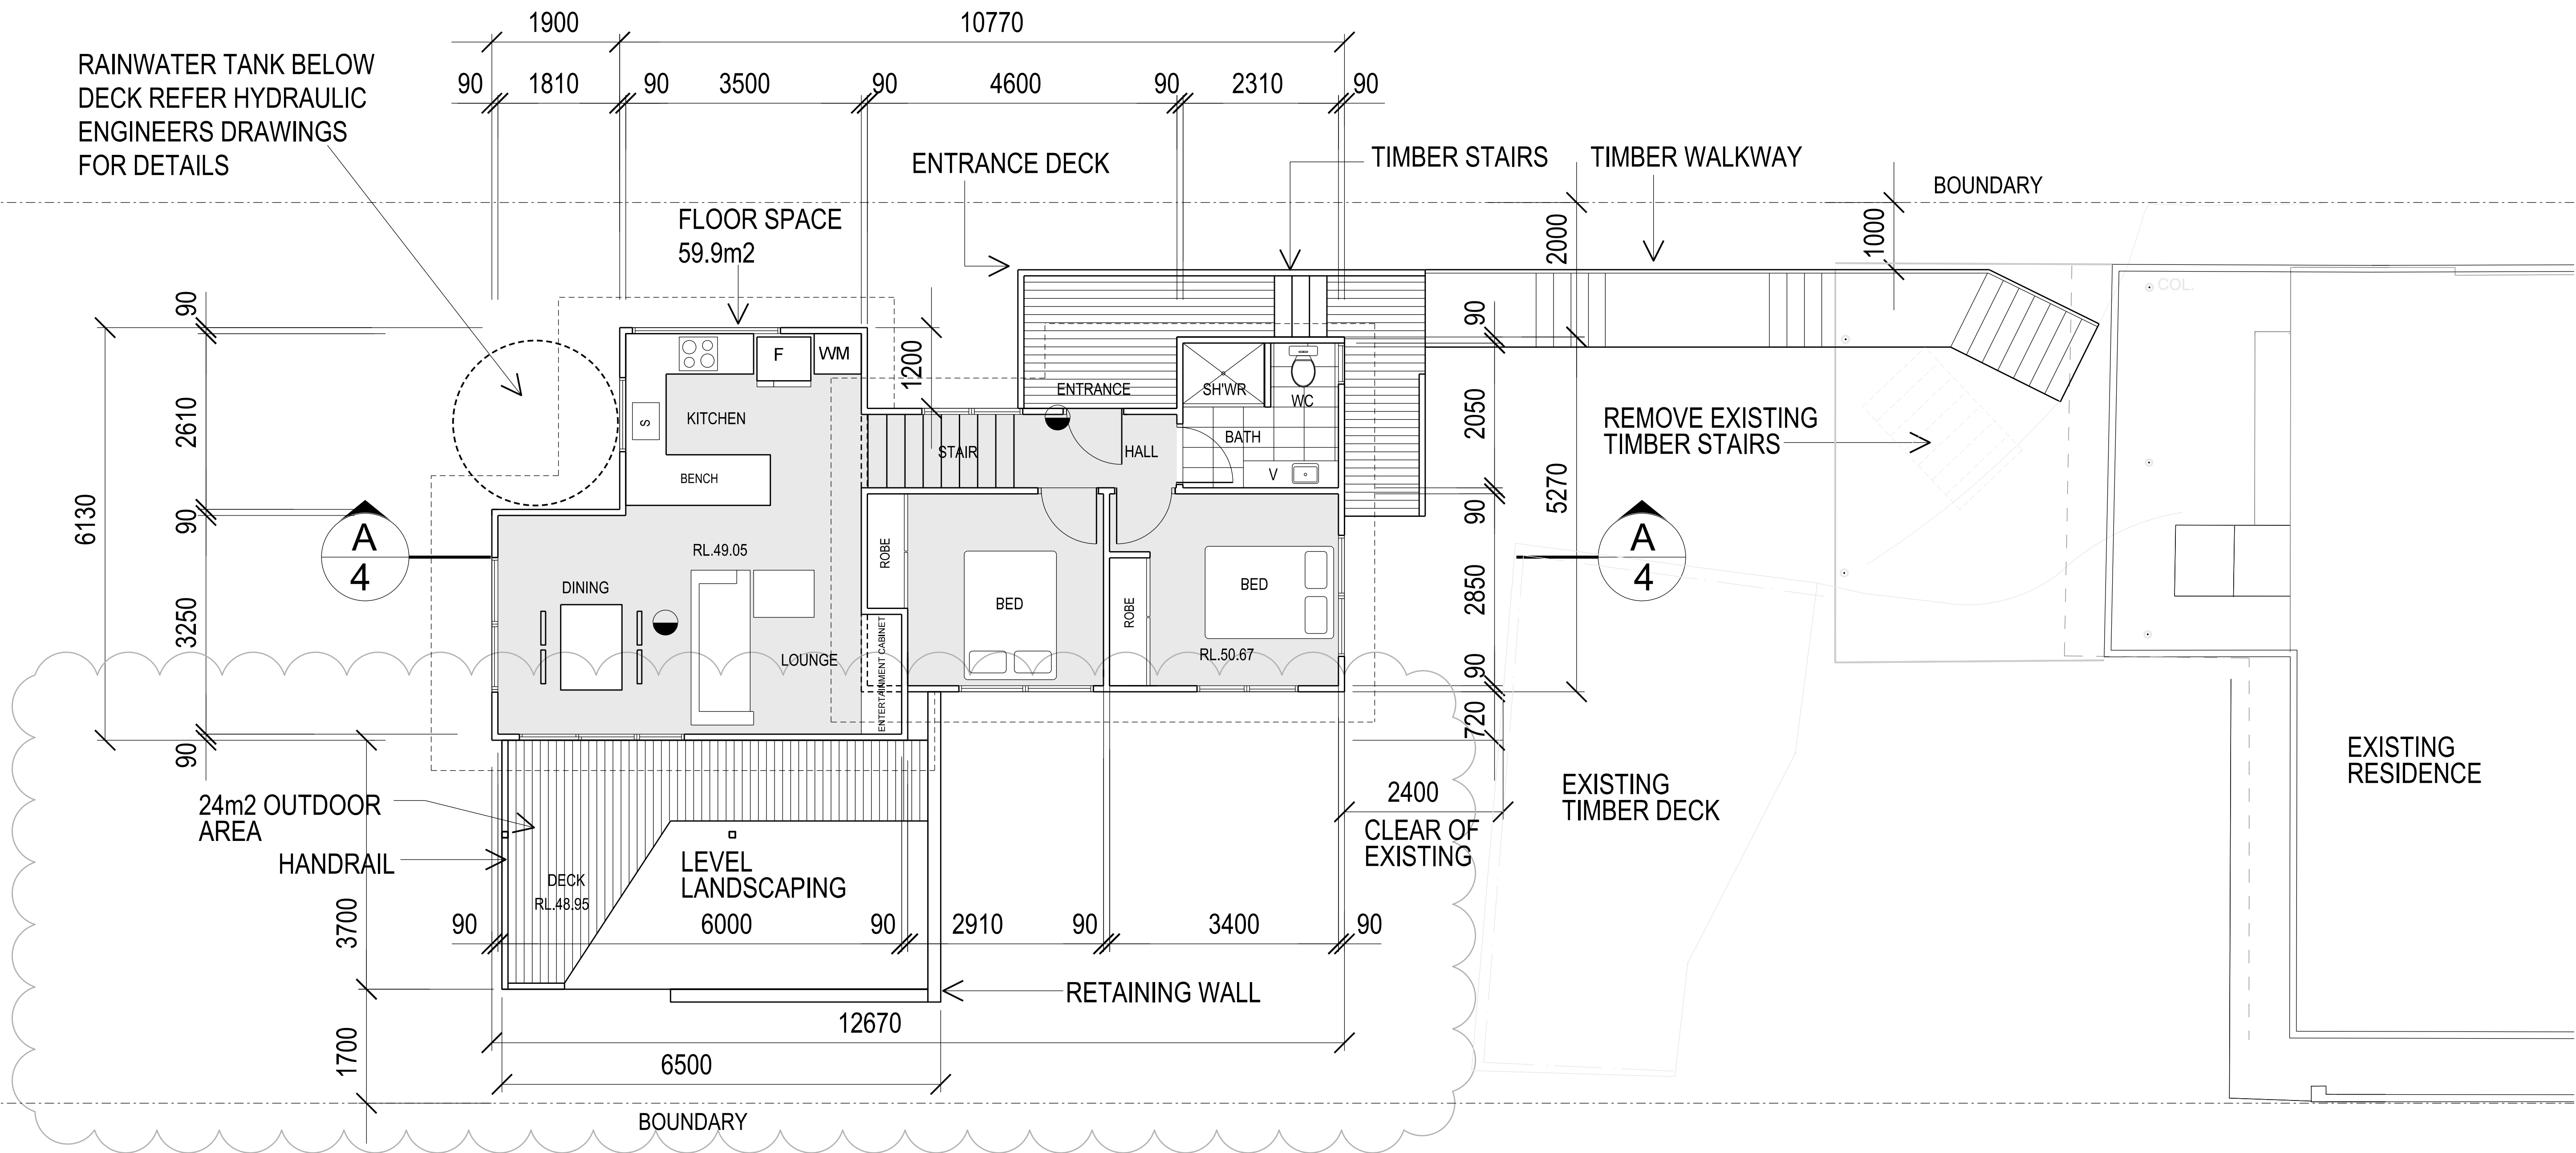 1900
10770
RAINWATER TANK BELOW
DECK REFER HYDRAULIC
ENGINEERS DRAWINGS
FOR DETAILS
90
1810
90
3500
90
4600
90
2310
90
ENTRANCE DECK
TIMBER STAIRS
TIMBER WALKWAY
BOUNDARY
FLOOR SPACE
59.9m2
2000
1000
COL.
90
90
1200
F
WM
ENTRANCE
SH'WR
WC
KITCHEN
S
STAIR
HALL
BATH
V
BENCH
2610
2050
REMOVE EXISTING
TIMBER STAIRS
6130
90
90
5270
A
4
A
4
RL.49.05
ROBE
DINING
BED
BED
ROBE
3250
2850
LOUNGE
ENTERTAINMENT CABINET
RL.50.67
90
720
90
EXISTING
RESIDENCE
24m2 OUTDOOR
AREA
HANDRAIL
2400
CLEAR OF
EXISTING
EXISTING
TIMBER DECK
LEVEL
LANDSCAPING
DECK
RL.48.95
3700
90
6000
90
2910
90
3400
90
RETAINING WALL
12670
1700
6500
BOUNDARY